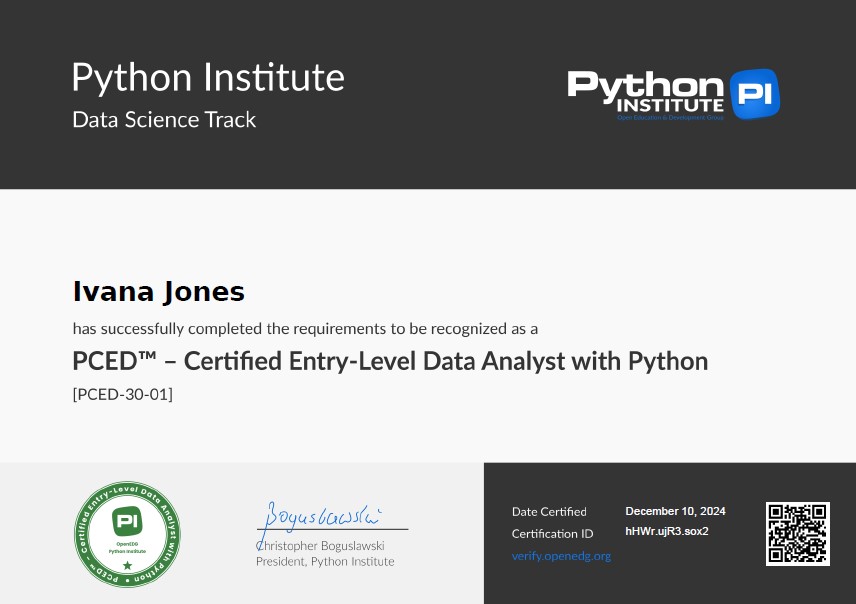 Python Institute
Data Science Track
Python
INSTITUTE
PI
Open Education & Development Group
Ivana Jones
has successfully completed the requirements to be recognized as a
PCED™ – Certified Entry-Level Data Analyst with Python
[PCED-30-01]
PCED™ – Certified Entry-Level Data Analyst with Python
PI
OpenEDG
Python Institute
Boguslawski
Christopher Boguslawski
President, Python Institute
Date Certified December 10, 2024
Certification ID hHWr.ujR3.sox2
verify.openedg.org